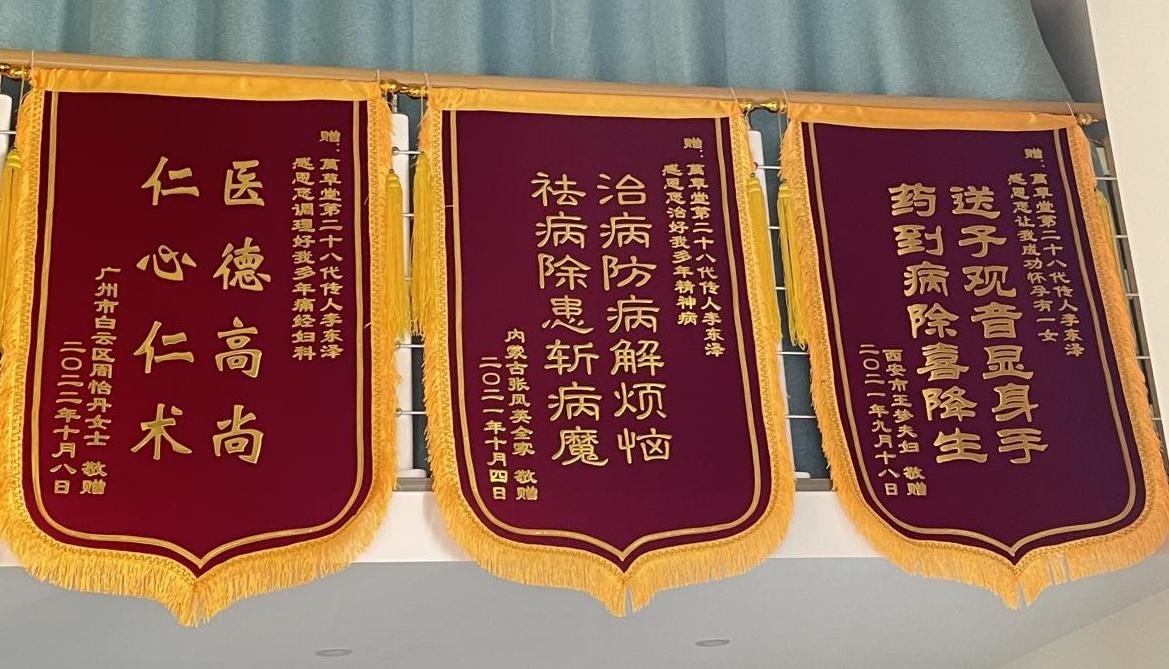 赠：萬草堂第二十八代传人李东泽
感恩您调理好我多年痛经妇科
医德高尚
仁心仁术
广州市白云区周怡丹女士 敬赠
二〇二二年十月八日
赠：萬草堂第二十八代传人李东泽
感恩您治好我多年精神病
治病防病解烦恼
祛病除患斩病魔
内蒙古张凤英全家 敬赠
二〇二一年十月四日
赠：萬草堂第二十八代传人李东泽
感恩您让我成功怀孕有一女
送子观音显身手
药到病除喜降生
西安市王梦夫妇 敬赠
二〇二一年九月十八日